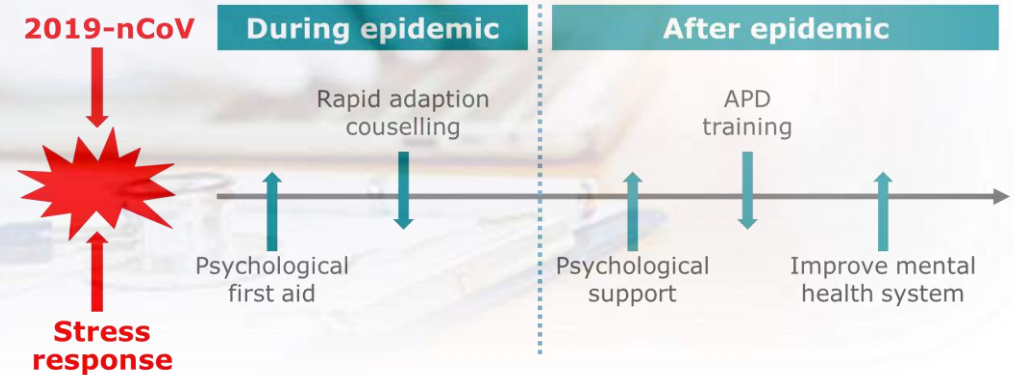 2019-nCoV
During epidemic
After epidemic
Rapid adaption
couselling
APD
training
Psychological
first aid
Psychological
support
Improve mental
health system
Stress
response